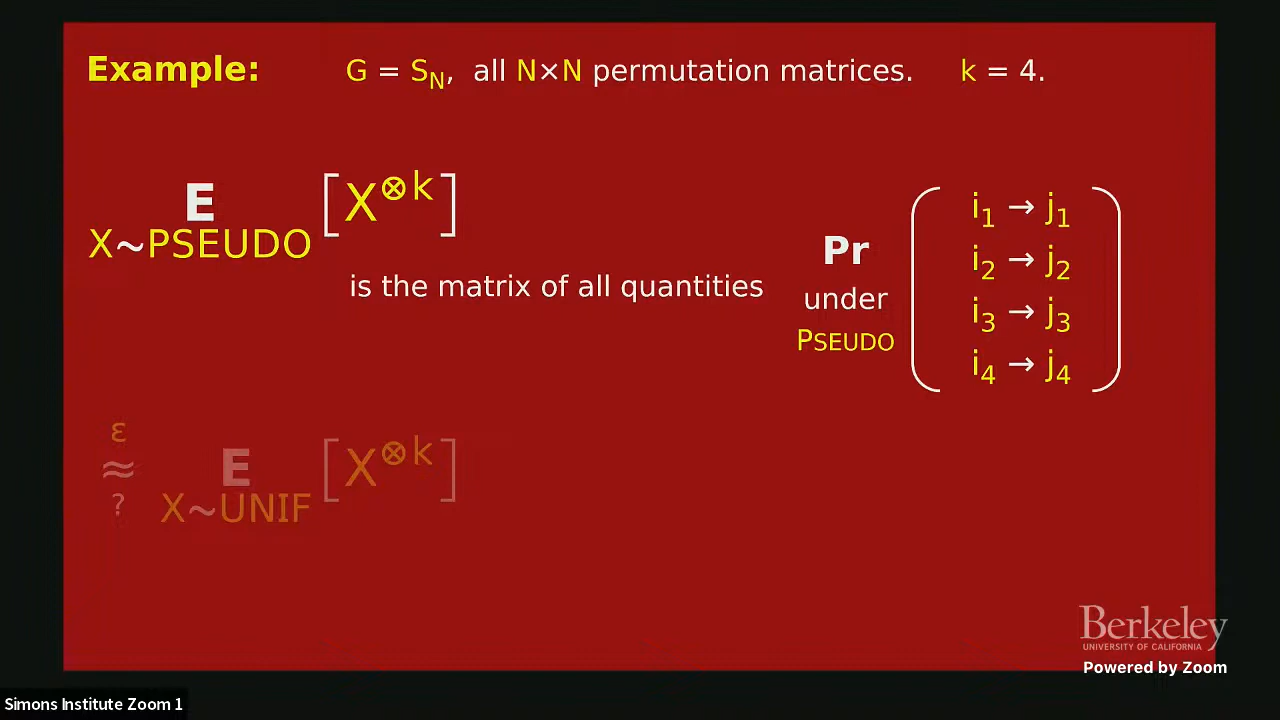 Example: G = S_N, all N×N permutation matrices. k = 4.
E [X^⊗k]
X~PSEUDO
is the matrix of all quantities
Pr
under
PSEUDO
i_1 → j_1
i_2 → j_2
i_3 → j_3
i_4 → j_4
ε
≈ E [X^⊗k]
? X~UNIF
Berkeley
UNIVERSITY OF CALIFORNIA
Powered by Zoom
Simons Institute Zoom 1